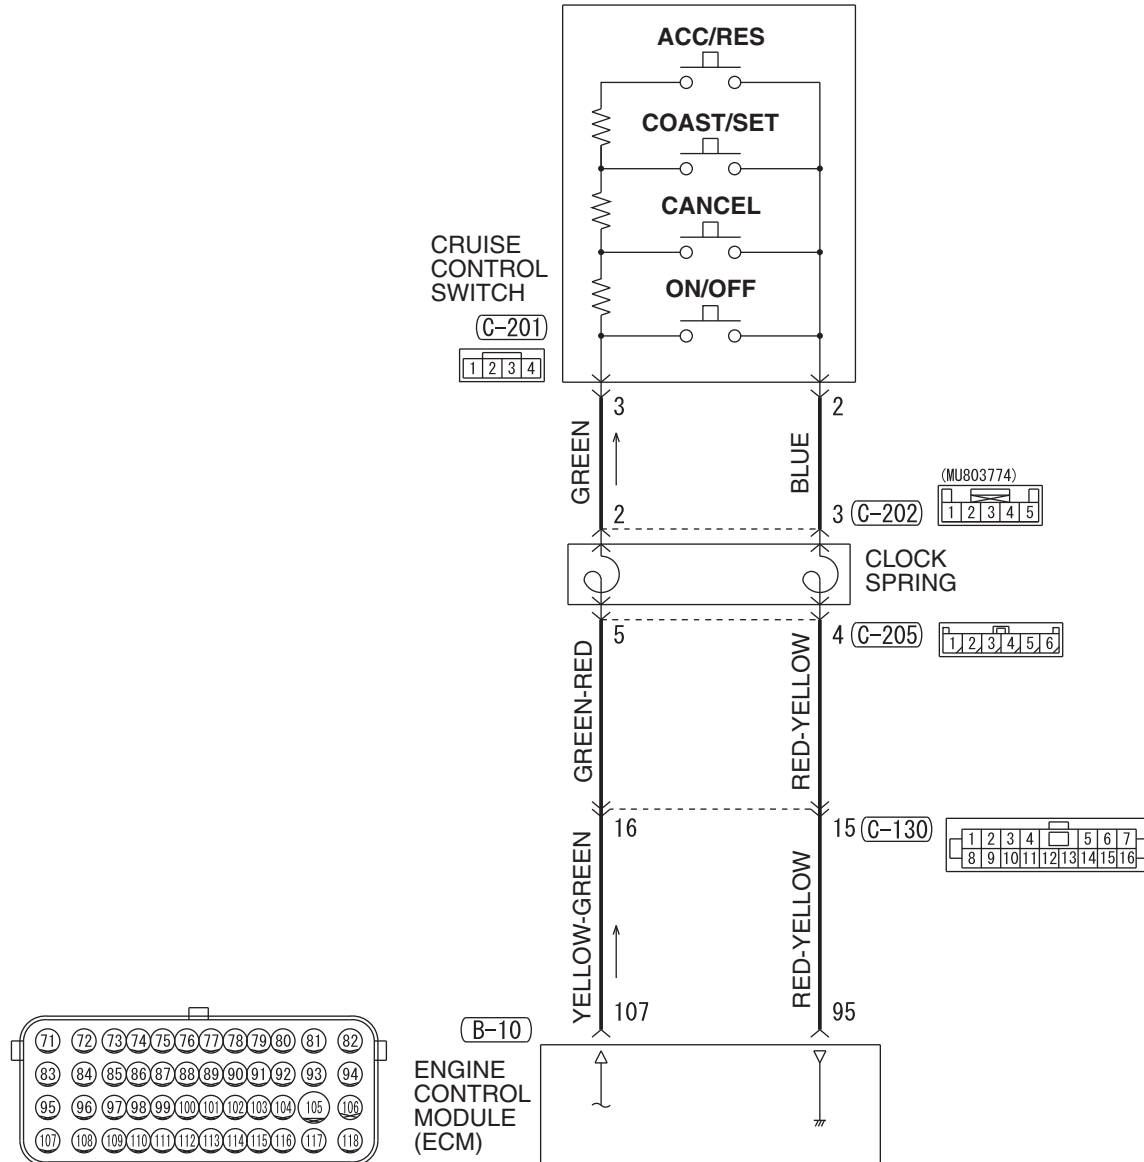 ACC/RES
COAST/SET
CANCEL
ON/OFF
CRUISE
CONTROL
SWITCH
C-201
1 2 3 4
3
2
GREEN
BLUE
(MU803774)
2
3
C-202
1 2 3 4 5
CLOCK
SPRING
5
4
C-205
1 2 3 4 5 6
GREEN-RED
RED-YELLOW
16
15
C-130
1 2 3 4 5 6 7
8 9 10 11 12 13 14 15 16
YELLOW-GREEN
RED-YELLOW
107
95
B-10
ENGINE
CONTROL
MODULE
(ECM)
71 72 73 74 75 76 77 78 79 80 81 82
83 84 85 86 87 88 89 90 91 92 93 94
95 96 97 98 99 100 101 102 103 104 105 106
107 108 109 110 111 112 113 114 115 116 117 118